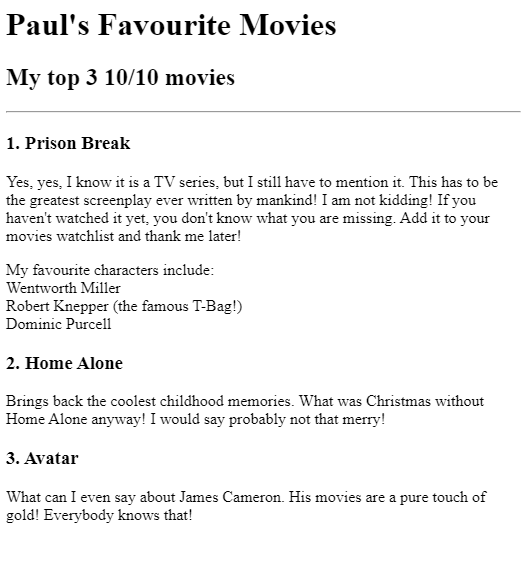 Paul's Favourite Movies
My top 3 10/10 movies
1. Prison Break
Yes, yes, I know it is a TV series, but I still have to mention it. This has to be
the greatest screenplay ever written by mankind! I am not kidding! If you
haven't watched it yet, you don't know what you are missing. Add it to your
movies watchlist and thank me later!
My favourite characters include:
Wentworth Miller
Robert Knepper (the famous T-Bag!)
Dominic Purcell
2. Home Alone
Brings back the coolest childhood memories. What was Christmas without
Home Alone anyway! I would say probably not that merry!
3. Avatar
What can I even say about James Cameron. His movies are a pure touch of
gold! Everybody knows that!